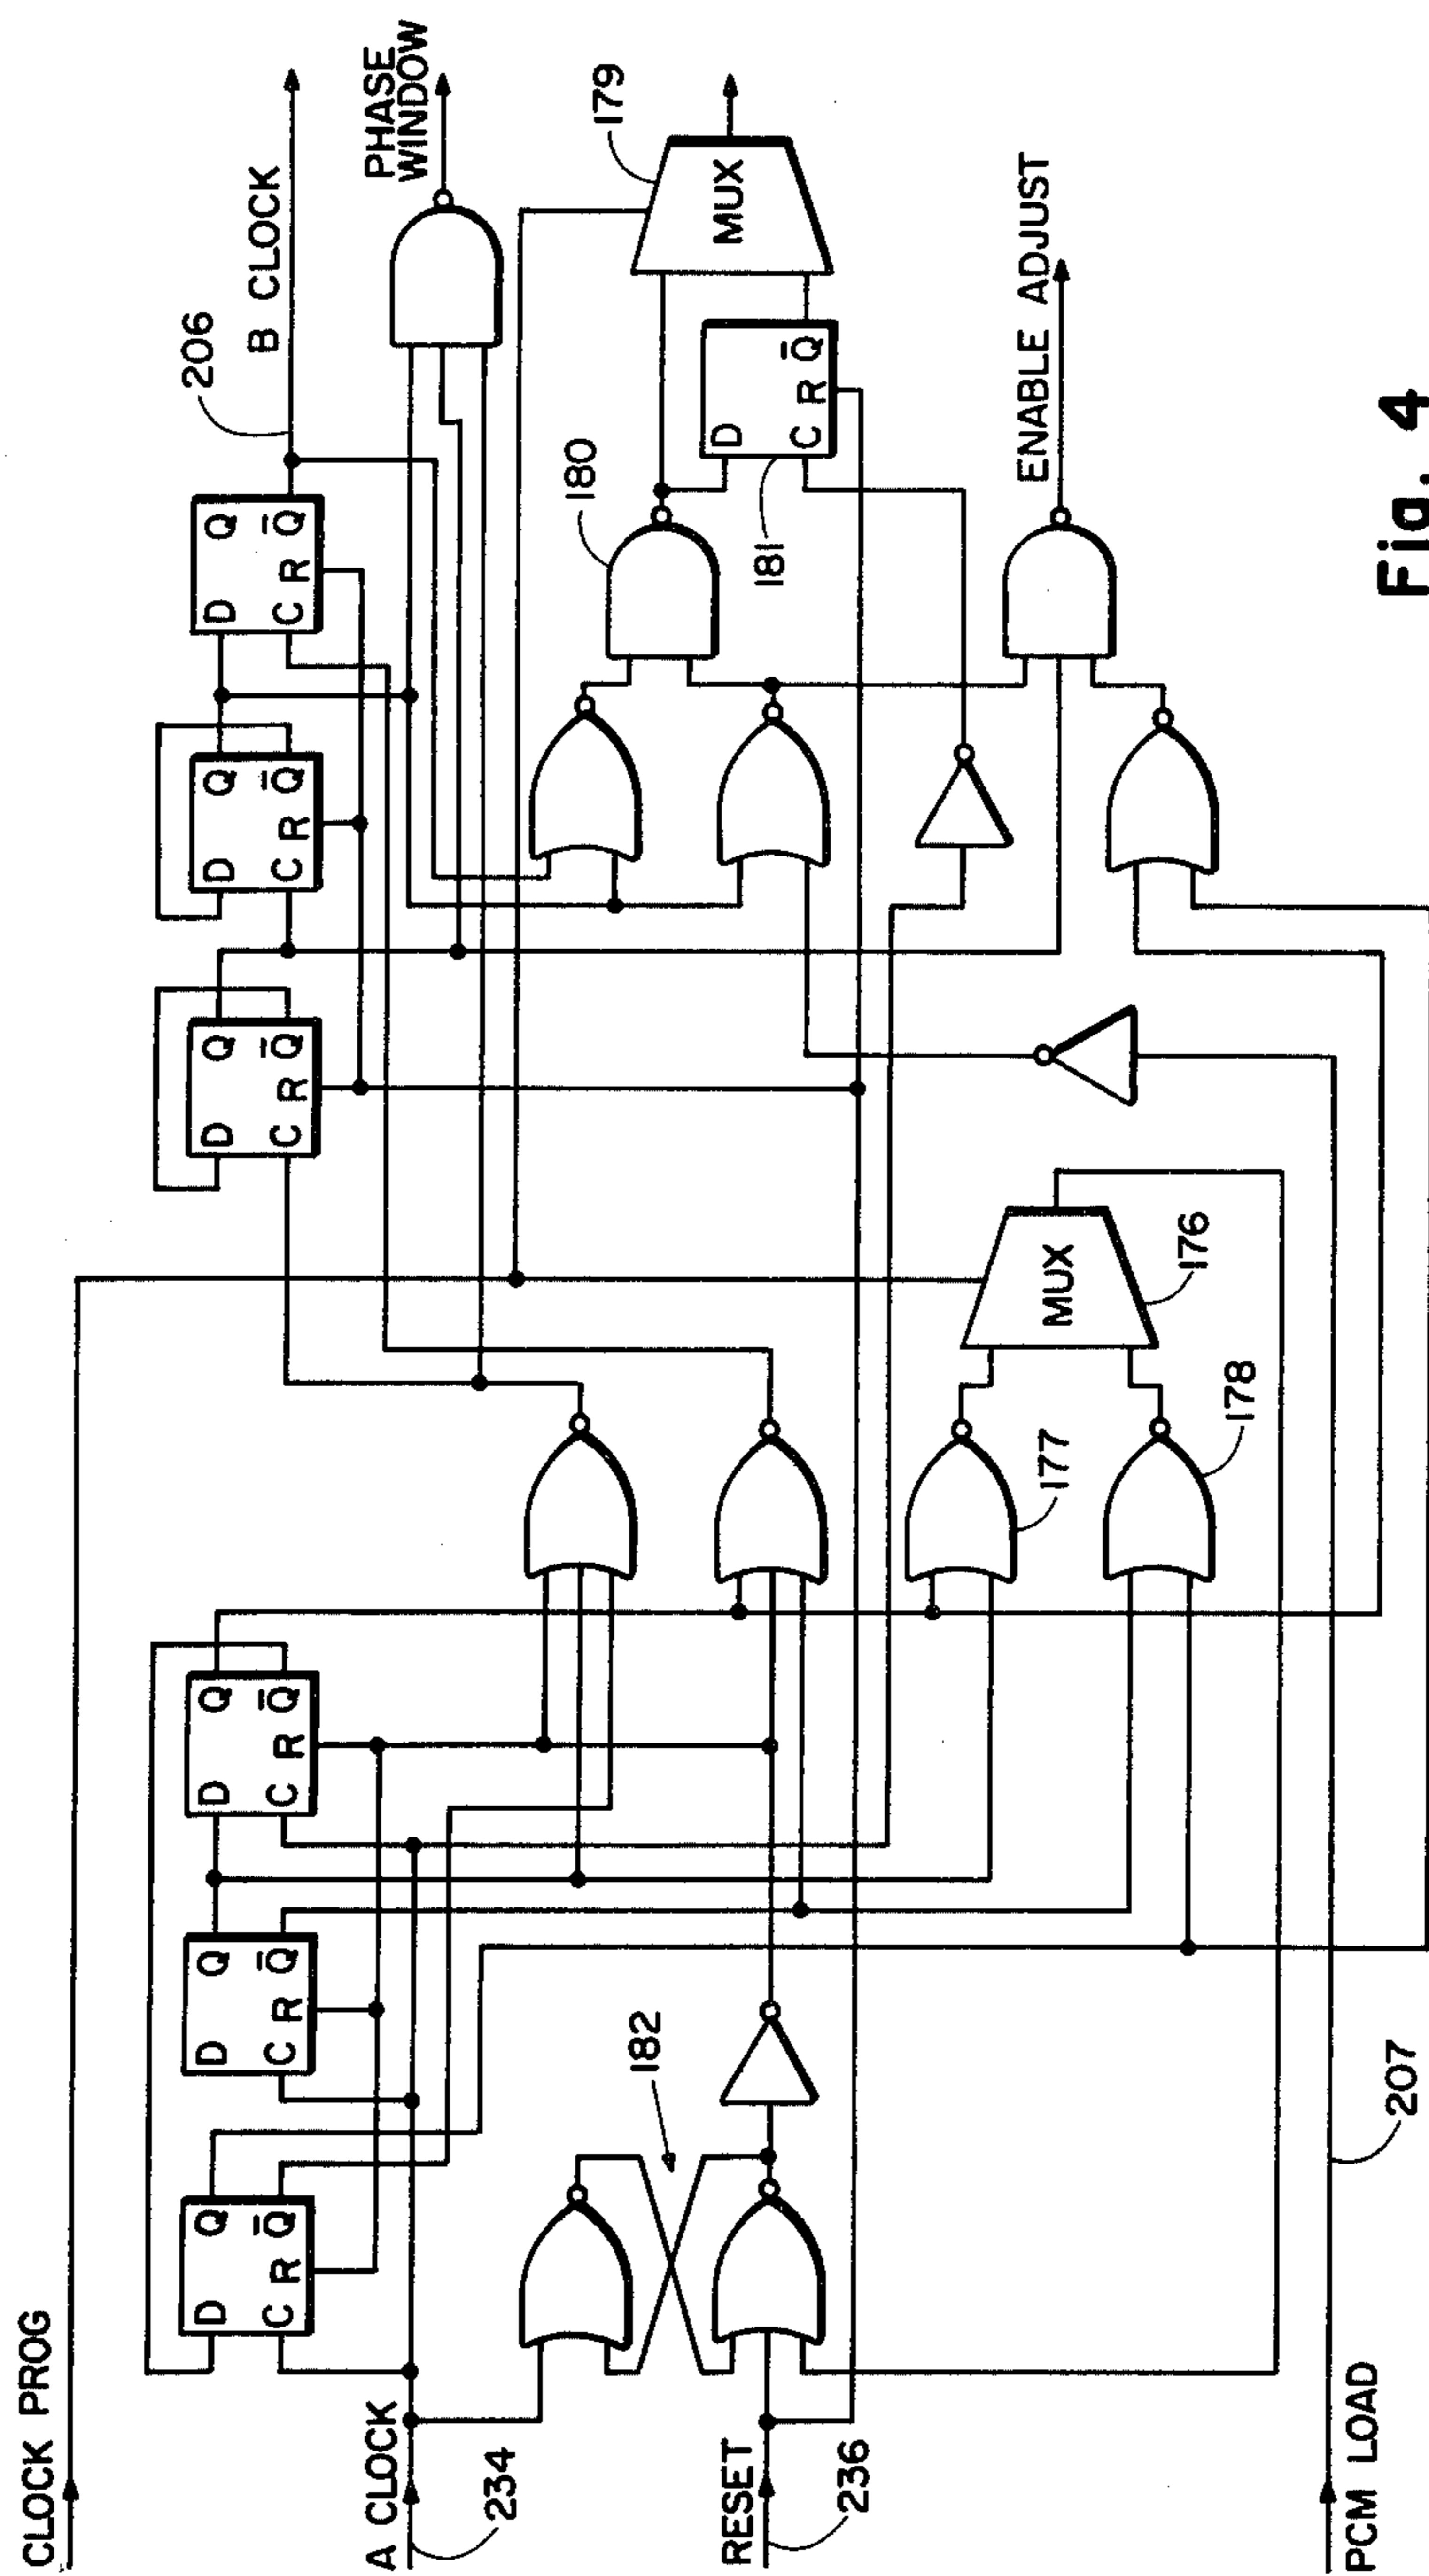 CLOCK PROG
A CLOCK
234
RESET
236
PCM LOAD
207
D Q
C R Q̅
D Q
C R Q̅
D Q
C R Q̅
182
177
178
MUX
176
D Q
C R Q̅
D Q
C R Q̅
D Q
C R Q̅
206
B CLOCK
PHASE
WINDOW
180
181
D
C R Q̅
MUX
179
ENABLE ADJUST
Fig. 4